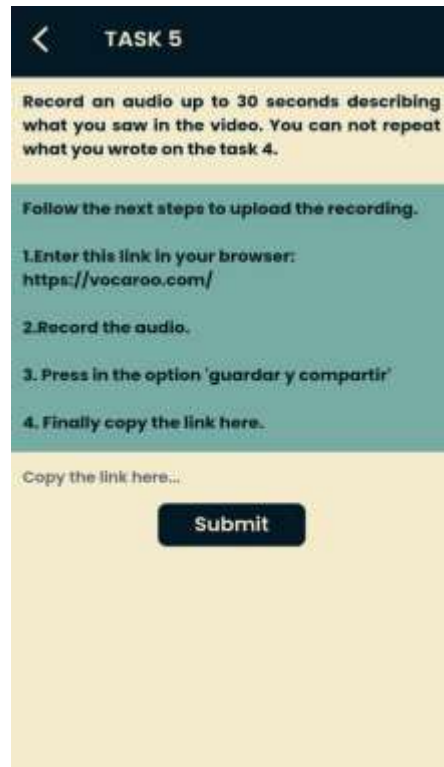 TASK 5
Record an audio up to 30 seconds describing
what you saw in the video. You can not repeat
what you wrote on the task 4.
Follow the next steps to upload the recording.
1.Enter this link in your browser:
https://vocaroo.com/
2.Record the audio.
3. Press in the option 'guardar y compartir'
4. Finally copy the link here.
Copy the link here...
Submit